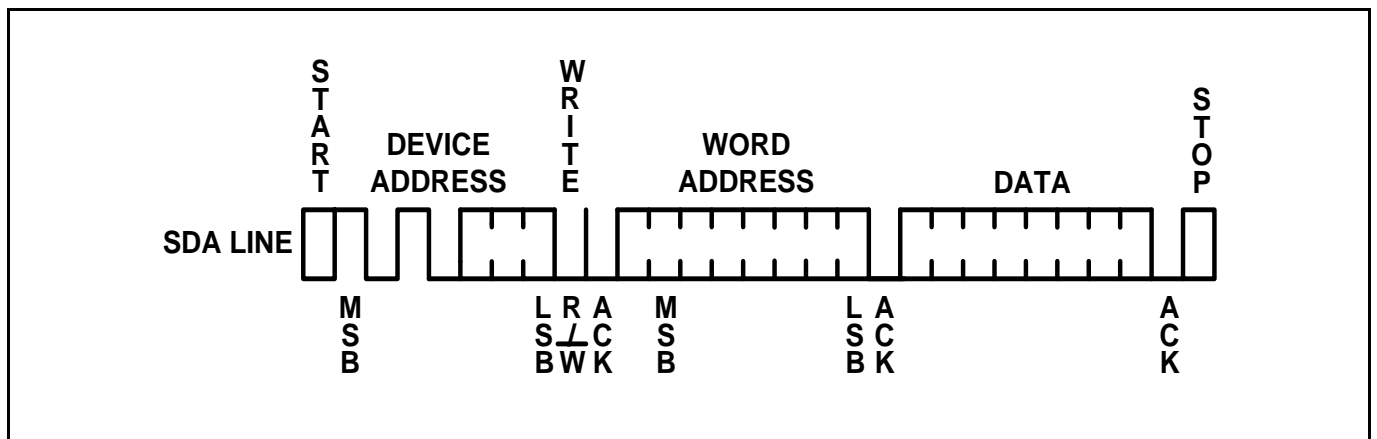 START
DEVICE
ADDRESS
WRITE
WORD
ADDRESS
DATA
STOP
SDA LINE
MSB
LSB
R/W
ACK
MSB
LSB
ACK
ACK